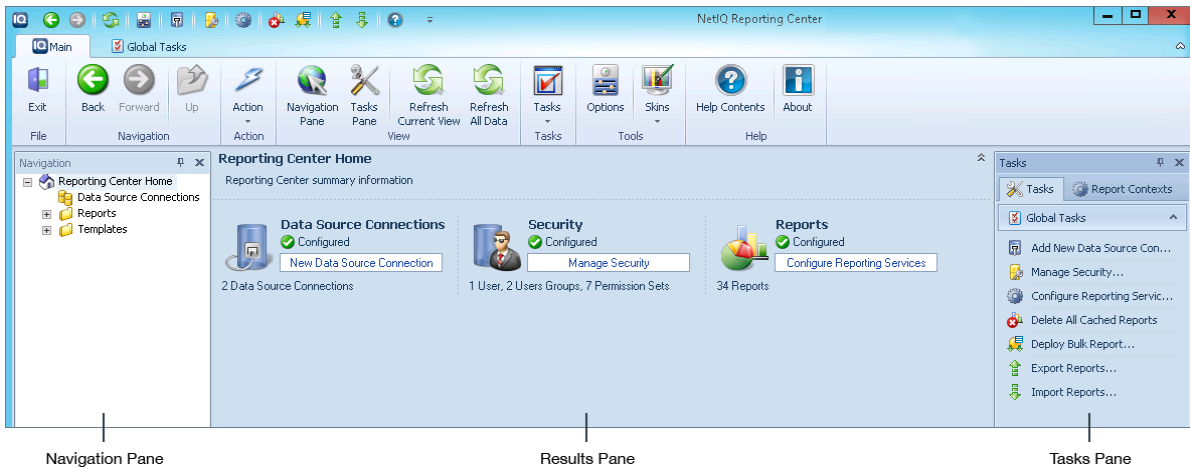 IQ
NetIQ Reporting Center
IQ Main
Global Tasks
Exit
Back
Forward
Up
Action
Navigation Pane
Tasks Pane
Refresh Current View
Refresh All Data
Tasks
Options
Skins
Help Contents
About
File
Navigation
Action
View
Tasks
Tools
Help
Navigation
Reporting Center Home
Data Source Connections
Reports
Templates
Reporting Center Home
Reporting Center summary information
Data Source Connections
Configured
New Data Source Connection
2 Data Source Connections
Security
Configured
Manage Security
1 User, 2 Users Groups, 7 Permission Sets
Reports
Configured
Configure Reporting Services
34 Reports
Tasks
Tasks
Report Contexts
Global Tasks
Add New Data Source Con...
Manage Security...
Configure Reporting Servic...
Delete All Cached Reports
Deploy Bulk Report...
Export Reports...
Import Reports...
Navigation Pane
Results Pane
Tasks Pane